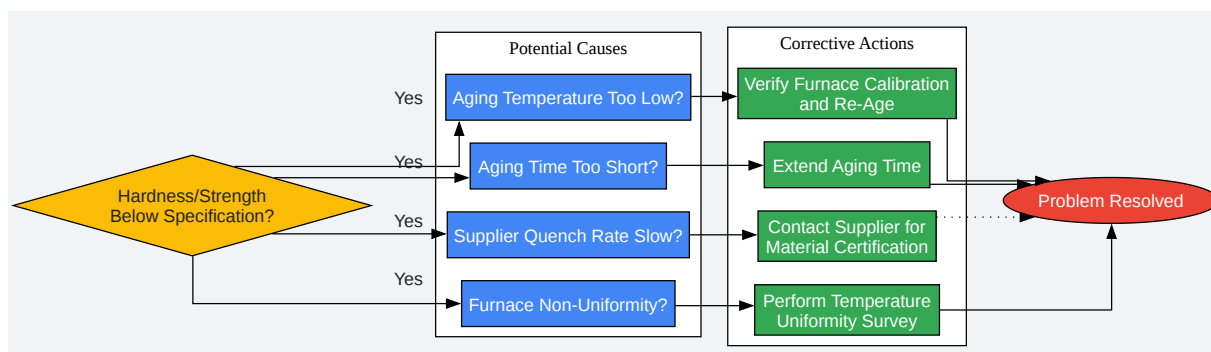 Potential Causes
Corrective Actions
Yes
Aging Temperature Too Low?
Verify Furnace Calibration
and Re-Age
Yes
Aging Time Too Short?
Extend Aging Time
Hardness/Strength
Below Specification?
Problem Resolved
Yes
Supplier Quench Rate Slow?
Contact Supplier for
Material Certification
Yes
Furnace Non-Uniformity?
Perform Temperature
Uniformity Survey